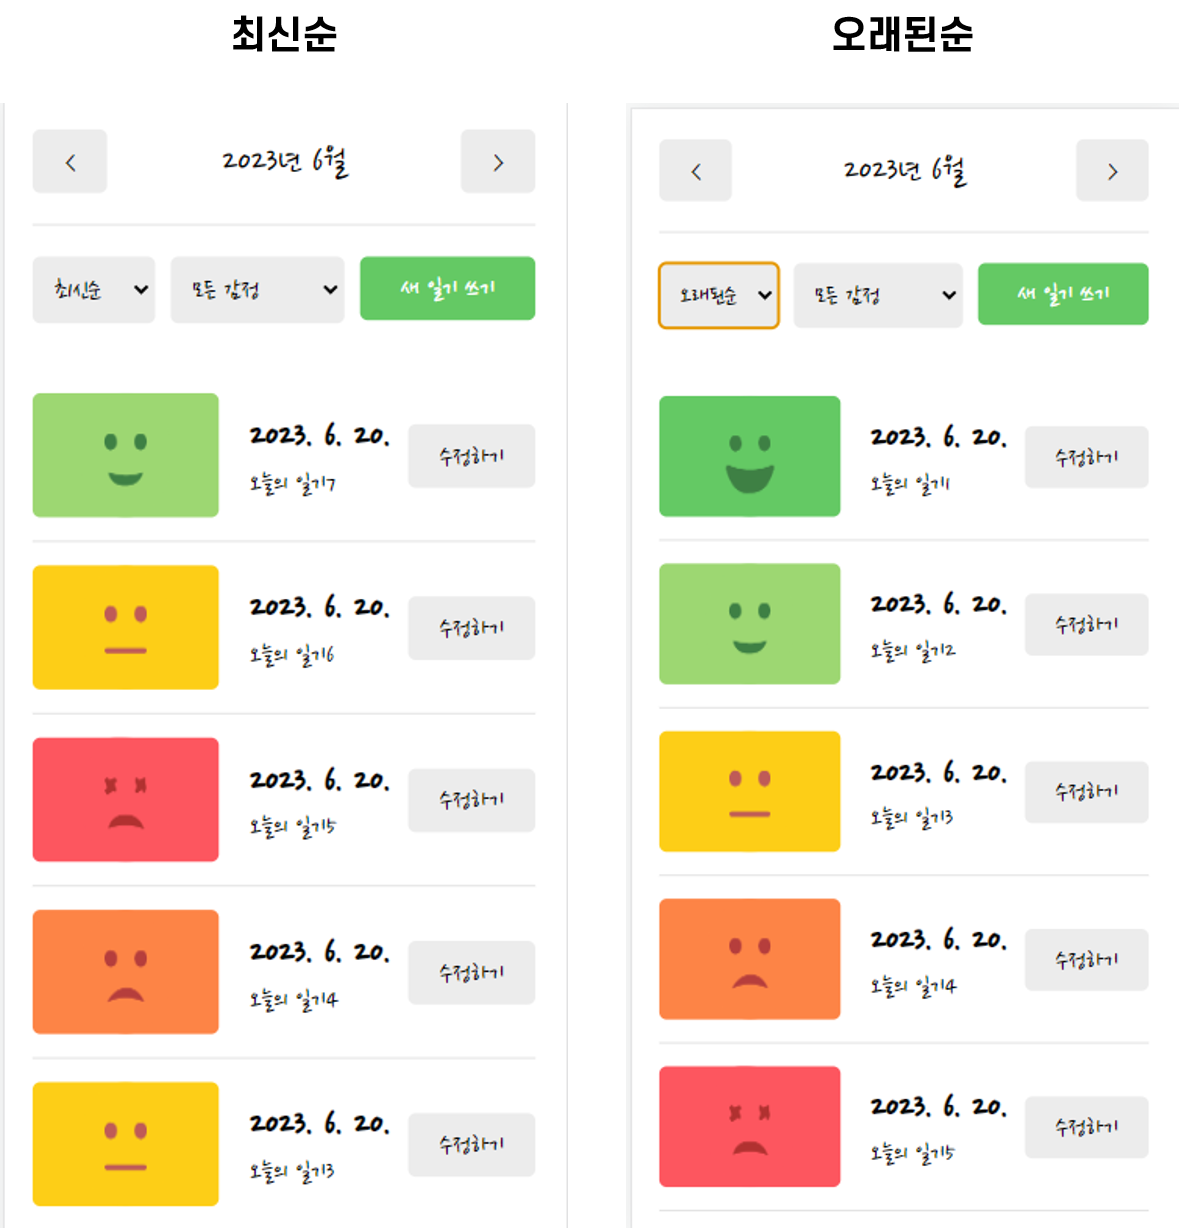 최신순
2023년 6월
최신순
모든 감정
새 일기 쓰기
2023. 6. 20.
오늘의 일기7
수정하기
2023. 6. 20.
오늘의 일기6
수정하기
2023. 6. 20.
오늘의 일기5
수정하기
2023. 6. 20.
오늘의 일기4
수정하기
2023. 6. 20.
오늘의 일기3
수정하기
오래된순
2023년 6월
오래된순
모든 감정
새 일기 쓰기
2023. 6. 20.
오늘의 일기1
수정하기
2023. 6. 20.
오늘의 일기2
수정하기
2023. 6. 20.
오늘의 일기3
수정하기
2023. 6. 20.
오늘의 일기4
수정하기
2023. 6. 20.
오늘의 일기5
수정하기